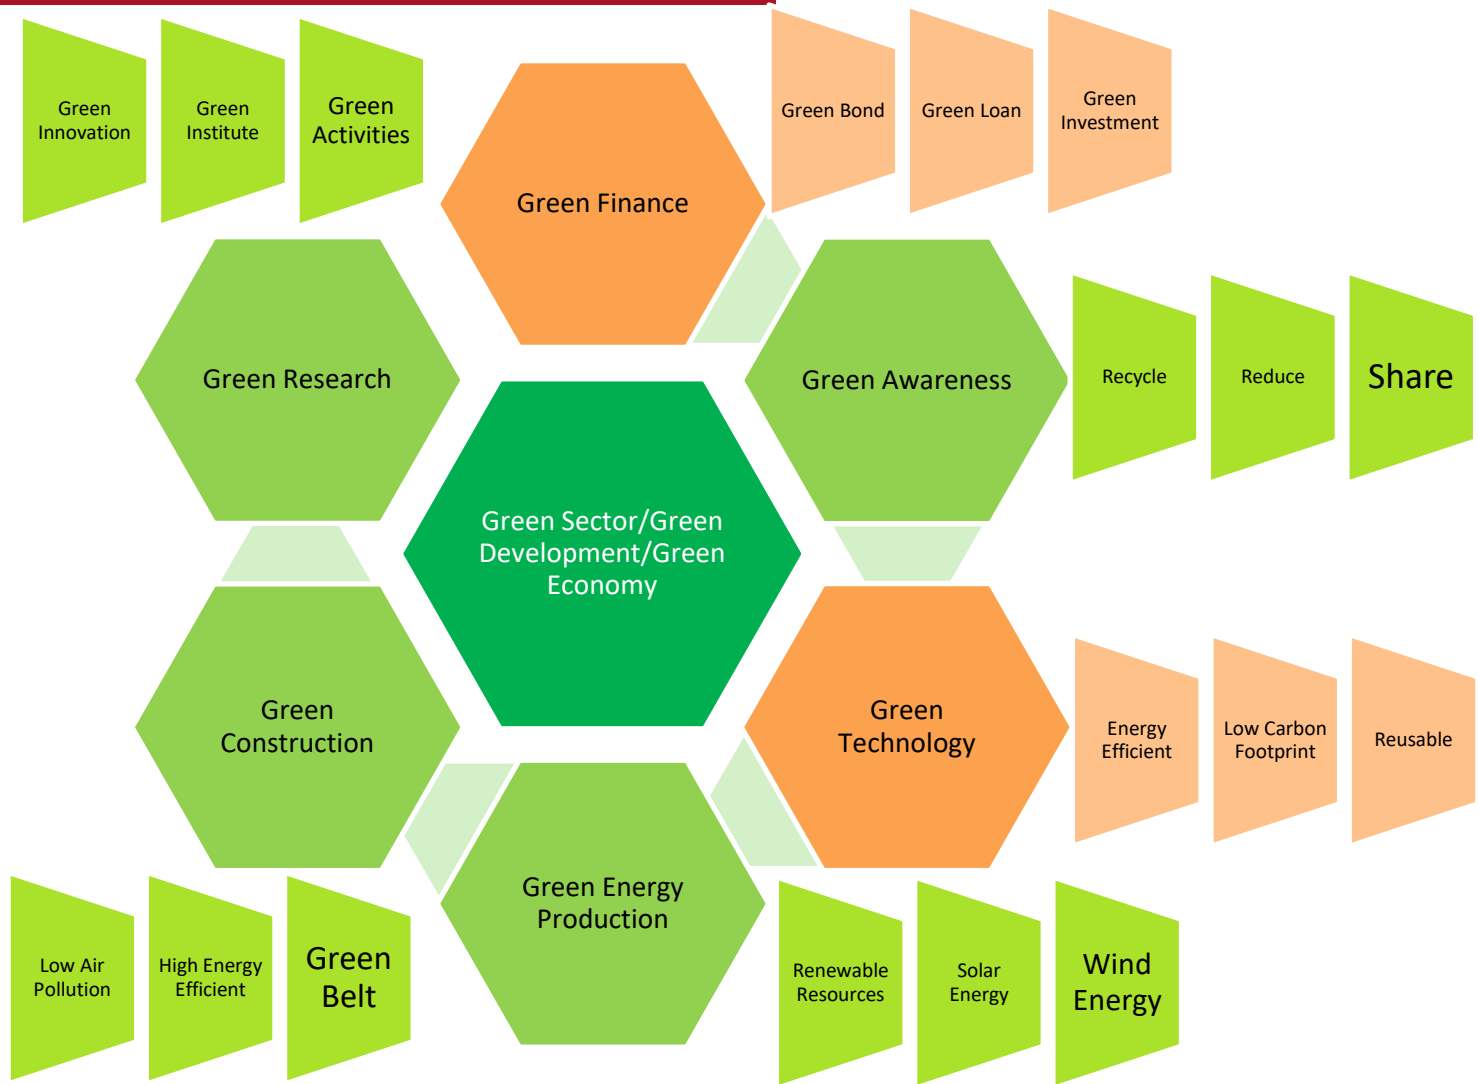 Green
Innovation
Green
Institute
Green
Activities
Green Finance
Green Bond
Green Loan
Green
Investment
Green Research
Green Awareness
Recycle
Reduce
Share
Green Sector/Green
Development/Green
Economy
Green
Construction
Green
Technology
Energy
Efficient
Low Carbon
Footprint
Reusable
Green Energy
Production
Low Air
Pollution
High Energy
Efficient
Green
Belt
Renewable
Resources
Solar
Energy
Wind
Energy